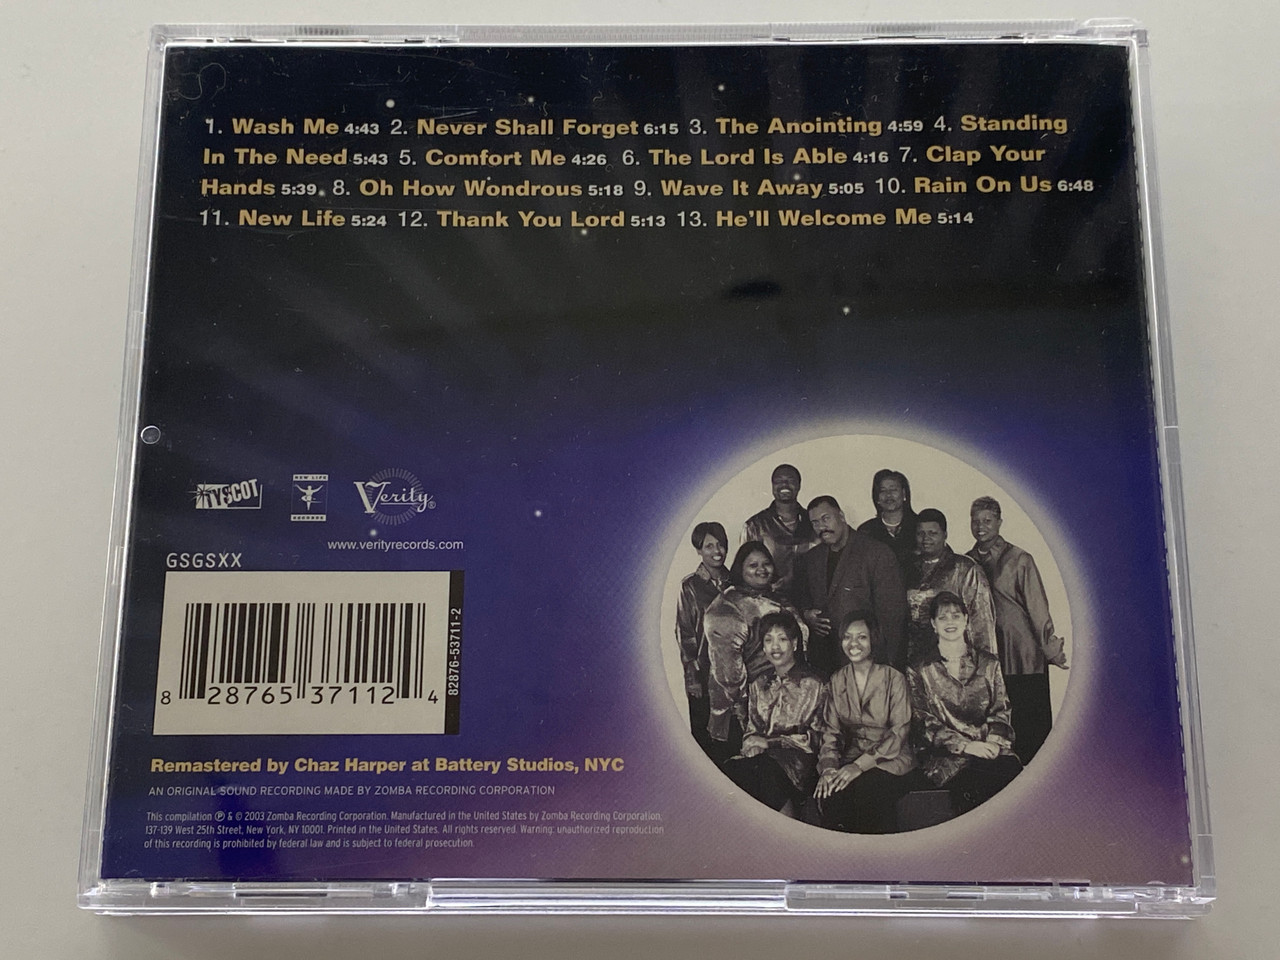 1. Wash Me 4:43 2. Never Shall Forget 6:15 3. The Anointing 4:59 4. Standing
In The Need 5:43 5. Comfort Me 4:26 6. The Lord Is Able 4:16 7. Clap Your
Hands 5:39 8. Oh How Wondrous 5:18 9. Wave It Away 5:05 10. Rain On Us 6:48
11. New Life 5:24 12. Thank You Lord 5:13 13. He'll Welcome Me 5:14
TYSCOT
NEW LIFE
RECORDS
Verity®
www.verityrecords.com
GSGSXX
82876-53711-2
8 28765 37112 4
Remastered by Chaz Harper at Battery Studios, NYC
AN ORIGINAL SOUND RECORDING MADE BY ZOMBA RECORDING CORPORATION
This compilation ℗ & © 2003 Zomba Recording Corporation. Manufactured in the United States by Zomba Recording Corporation,
137-139 West 25th Street, New York, NY 10001. Printed in the United States. All rights reserved. Warning: unauthorized reproduction
of this recording is prohibited by federal law and is subject to federal prosecution.